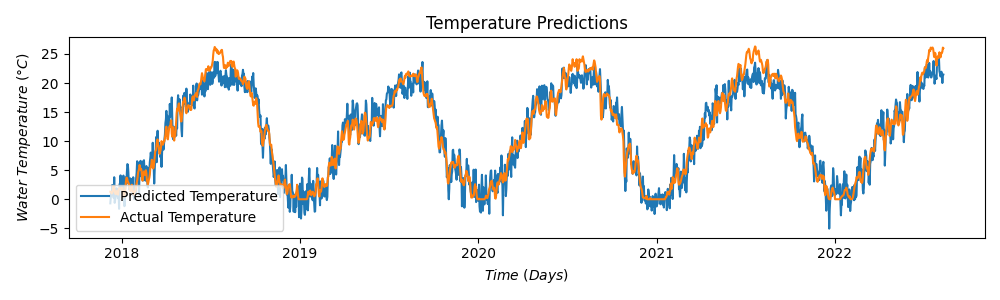 Temperature Predictions
Water Temperature (°C)
25
20
15
10
5
0
−5
Predicted Temperature
Actual Temperature
2018 2019 2020 2021 2022
Time (Days)